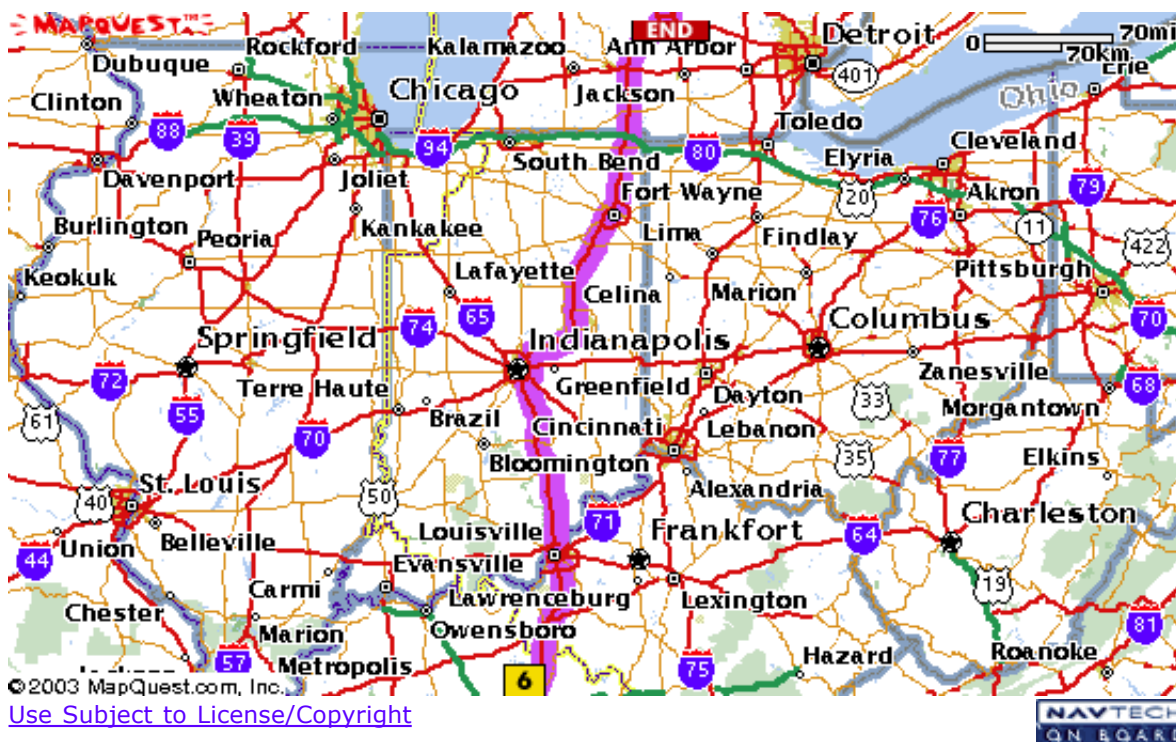 MAPQUEST™
END
Detroit
0 70mi
70km
Rockford
Kalamazoo
Ann Arbor
Dubuque
401
Erie
Clinton
Wheaton
Chicago
Jackson
Ohio
88
39
94
Toledo
80
Cleveland
South Bend
Elyria
Davenport
Joliet
Fort Wayne
20
Akron
79
76
Burlington
Kankakee
Lima
Findlay
11
Peoria
422
Keokuk
Lafayette
Pittsburgh
Celina
Marion
Springfield
74
65
Indianapolis
Columbus
70
72
Terre Haute
Greenfield
Zanesville
68
61
55
Brazil
Dayton
33
Morgantown
70
Cincinnati
Lebanon
Bloomington
35
77
Elkins
St. Louis
40
50
Alexandria
Louisville
71
Frankfort
64
Charleston
44
Union
Belleville
Evansville
Carmi
Lawrenceburg
Lexington
19
Chester
Marion
Owensboro
81
57
Metropolis
6
75
Hazard
Roanoke
©2003 MapQuest.com, Inc.
Use Subject to License/Copyright
NAVTECH
ON BOARD